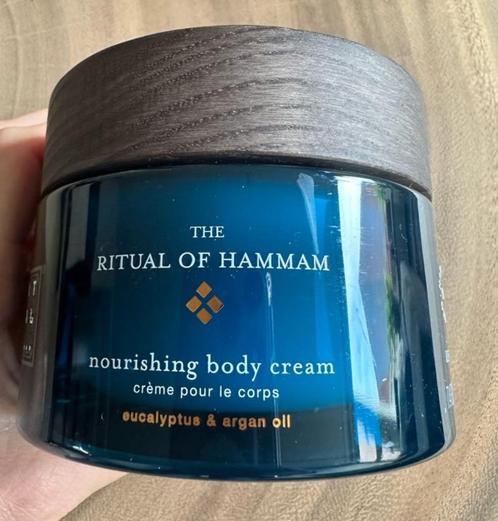 THE
RITUAL OF HAMMAM
nourishing body cream
crème pour le corps
eucalyptus & argan oil